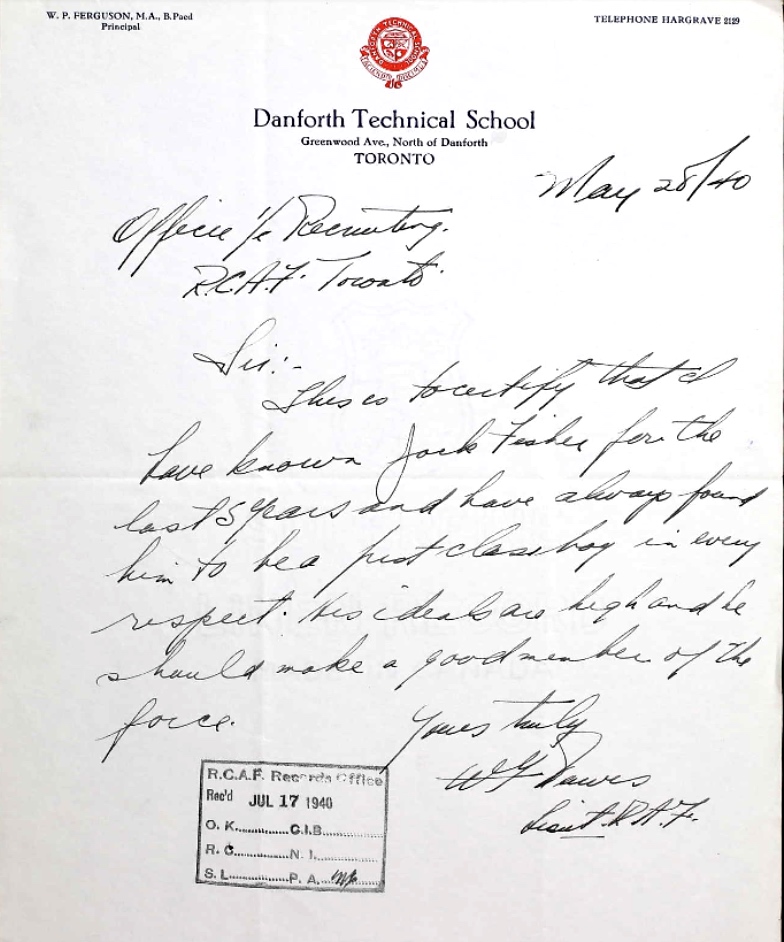 W. P. FERGUSON, M.A., B.Paed
Principal
TELEPHONE HARGRAVE 2129
DANFORTH TECHNICAL SCHOOL
Danforth Technical School
Greenwood Ave., North of Danforth
TORONTO
May 28/40
Officer i/c Recruiting.
R.C.A.F. Toronto.
Sir:-
This is to certify that I
have known Jack Fisher for the
last 5 years and have always found
him to be a first class boy in every
respect. His ideals are high and he
should make a good member of the
force.
Yours truly
Lieut. R.A.F.
R.C.A.F. Records Office
Rec'd JUL 17 1940
O. K. C.I.B.
R. C. N. I.
S. L. P. A.